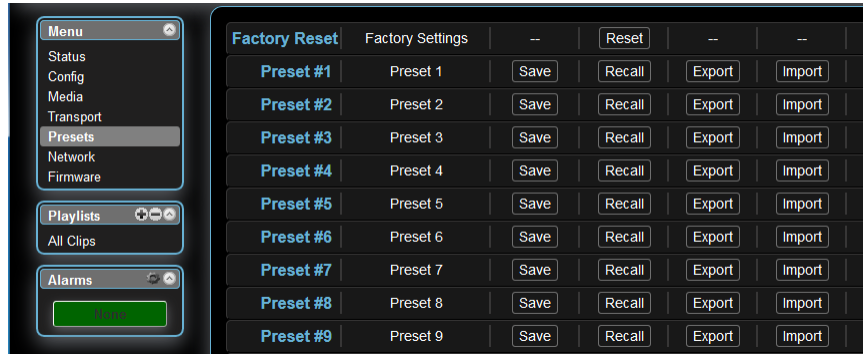 Menu
Status
Config
Media
Transport
Presets
Network
Firmware
Playlists
All Clips
Alarms
None
Factory Reset Factory Settings -- Reset -- --
Preset #1 Preset 1 Save Recall Export Import
Preset #2 Preset 2 Save Recall Export Import
Preset #3 Preset 3 Save Recall Export Import
Preset #4 Preset 4 Save Recall Export Import
Preset #5 Preset 5 Save Recall Export Import
Preset #6 Preset 6 Save Recall Export Import
Preset #7 Preset 7 Save Recall Export Import
Preset #8 Preset 8 Save Recall Export Import
Preset #9 Preset 9 Save Recall Export Import